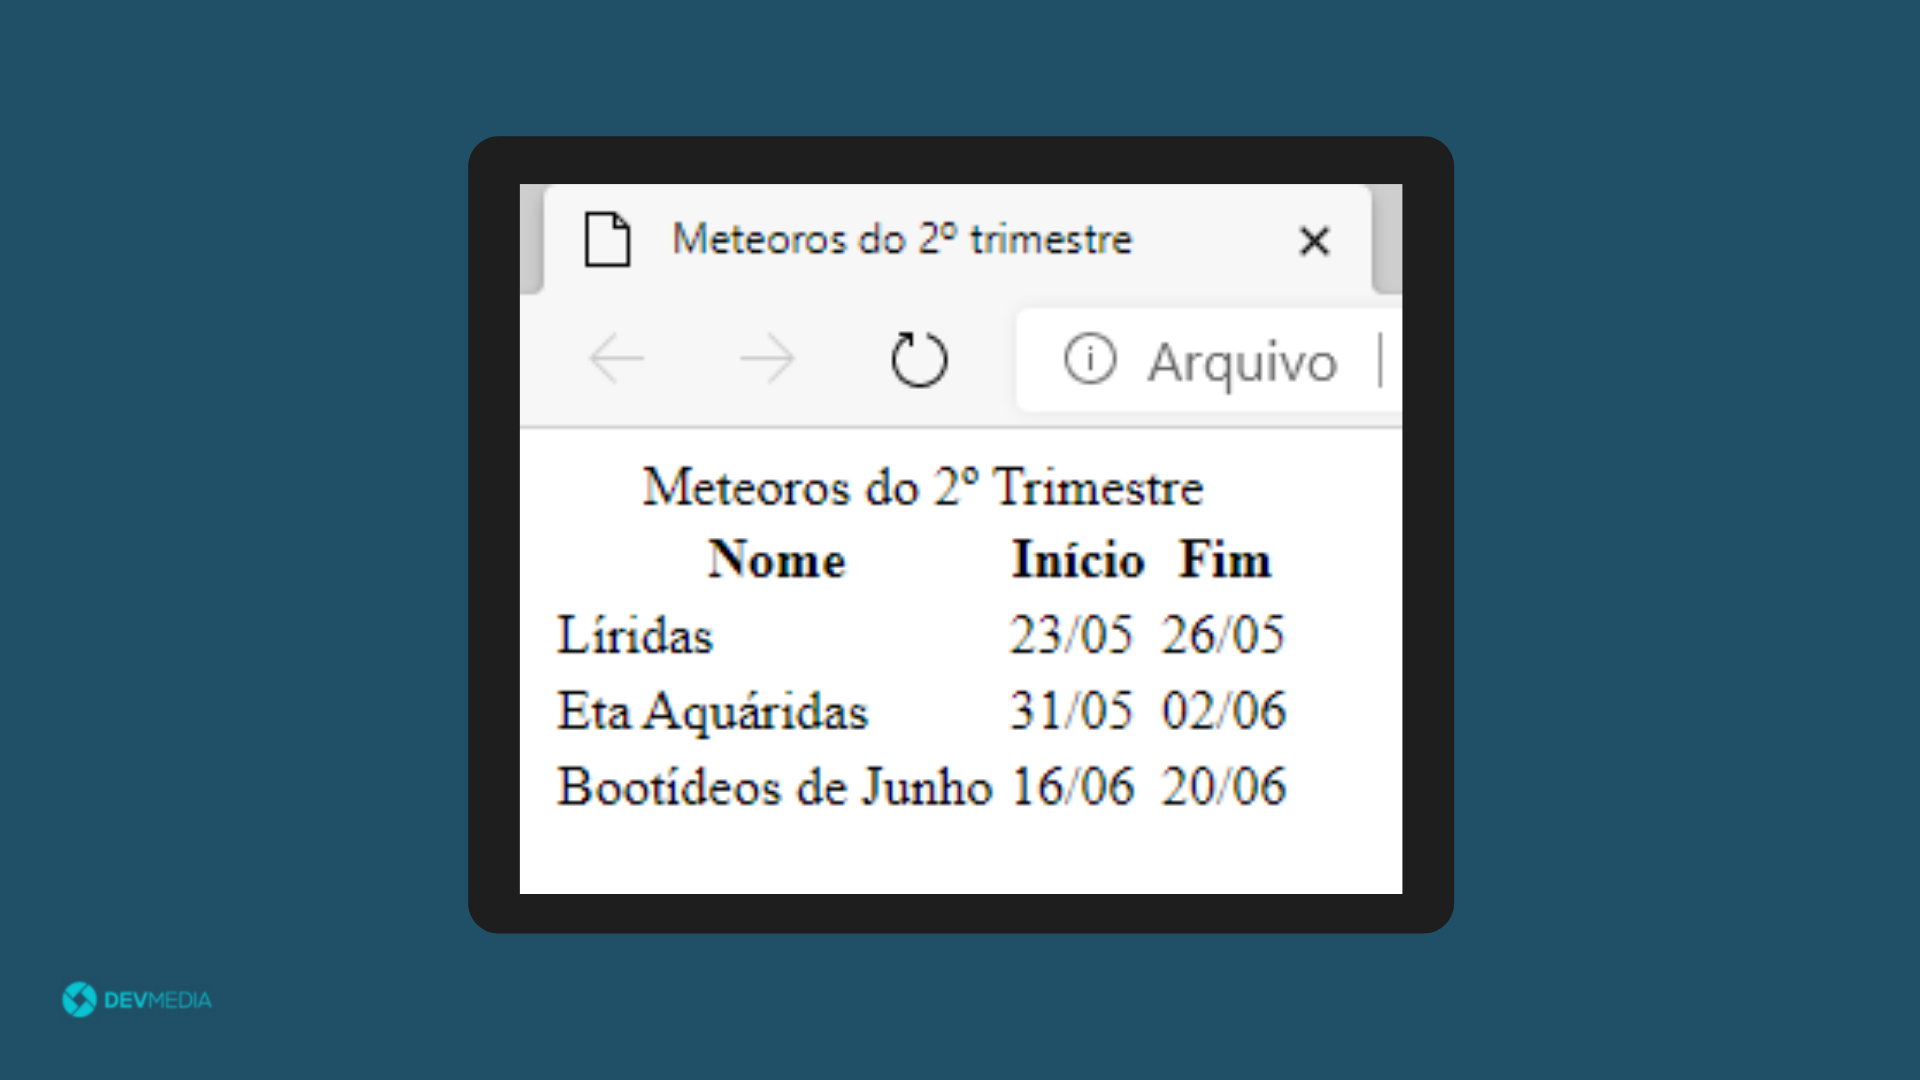 Meteoros do 2º trimestre
Arquivo
Meteoros do 2º Trimestre
Nome Início Fim
Líridas 23/05 26/05
Eta Aquáridas 31/05 02/06
Bootídeos de Junho 16/06 20/06
DEVMEDIA